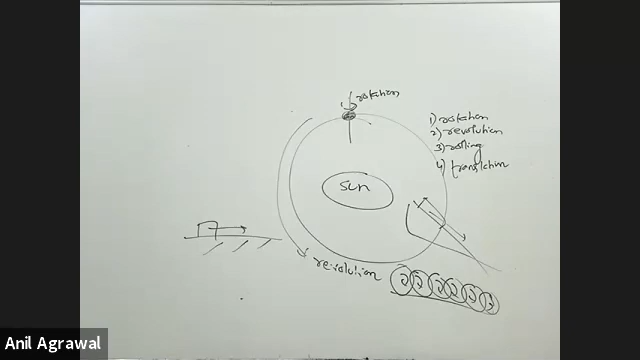 rotation
1) rotation
2) revolution
3) rolling
4) translation
sun
revolution
Anil Agrawal